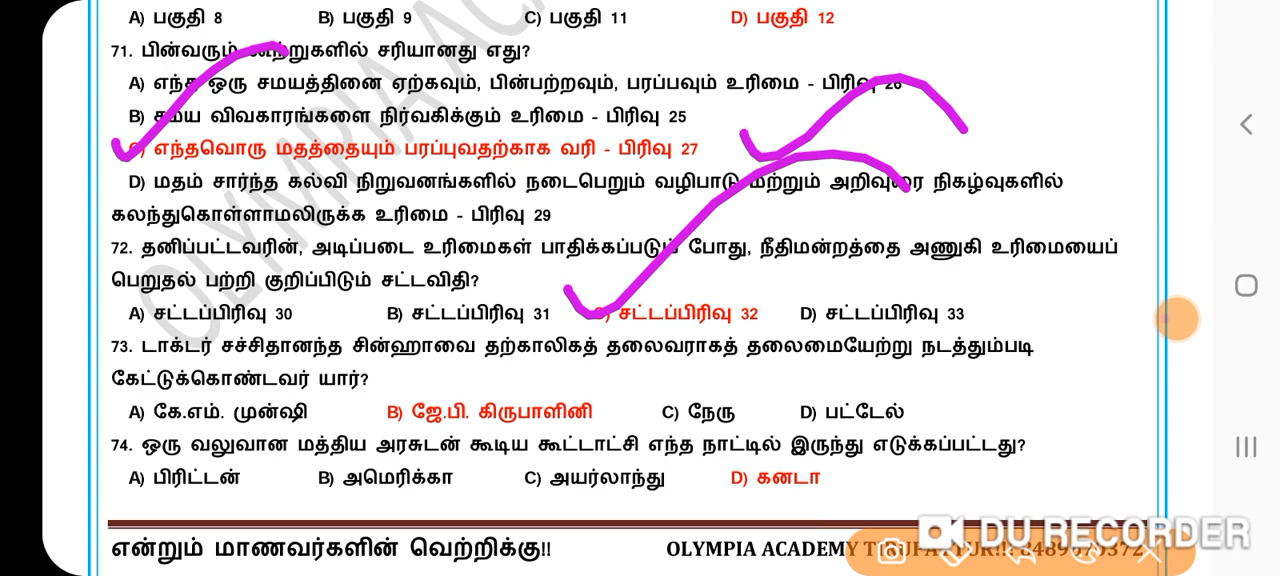 A) பகுதி 8 B) பகுதி 9 C) பகுதி 11 D) பகுதி 12
71. பின்வரும் கூற்றுகளில் சரியானது எது?
A) எந்த ஒரு சமயத்தினை ஏற்கவும், பின்பற்றவும், பரப்பவும் உரிமை - பிரிவு 26
B) சமய விவகாரங்களை நிர்வகிக்கும் உரிமை - பிரிவு 25
C) எந்தவொரு மதத்தையும் பரப்புவதற்காக வரி - பிரிவு 27
D) மதம் சார்ந்த கல்வி நிறுவனங்களில் நடைபெறும் வழிபாடு மற்றும் அறிவுரை நிகழ்வுகளில்
கலந்துகொள்ளாமலிருக்க உரிமை - பிரிவு 29
72. தனிப்பட்டவரின், அடிப்படை உரிமைகள் பாதிக்கப்படும் போது, நீதிமன்றத்தை அணுகி உரிமையைப்
பெறுதல் பற்றி குறிப்பிடும் சட்டவிதி?
A) சட்டப்பிரிவு 30 B) சட்டப்பிரிவு 31 C) சட்டப்பிரிவு 32 D) சட்டப்பிரிவு 33
73. டாக்டர் சச்சிதானந்த சின்ஹாவை தற்காலிகத் தலைவராகத் தலைமையேற்று நடத்தும்படி
கேட்டுக்கொண்டவர் யார்?
A) கே.எம். முன்ஷி B) ஜே.பி. கிருபாளினி C) நேரு D) பட்டேல்
74. ஒரு வலுவான மத்திய அரசுடன் கூடிய கூட்டாட்சி எந்த நாட்டில் இருந்து எடுக்கப்பட்டது?
A) பிரிட்டன் B) அமெரிக்கா C) அயர்லாந்து D) கனடா
என்றும் மாணவர்களின் வெற்றிக்கு!! OLYMPIA ACADEMY
DU RECORDER
OLYMPIA ACA